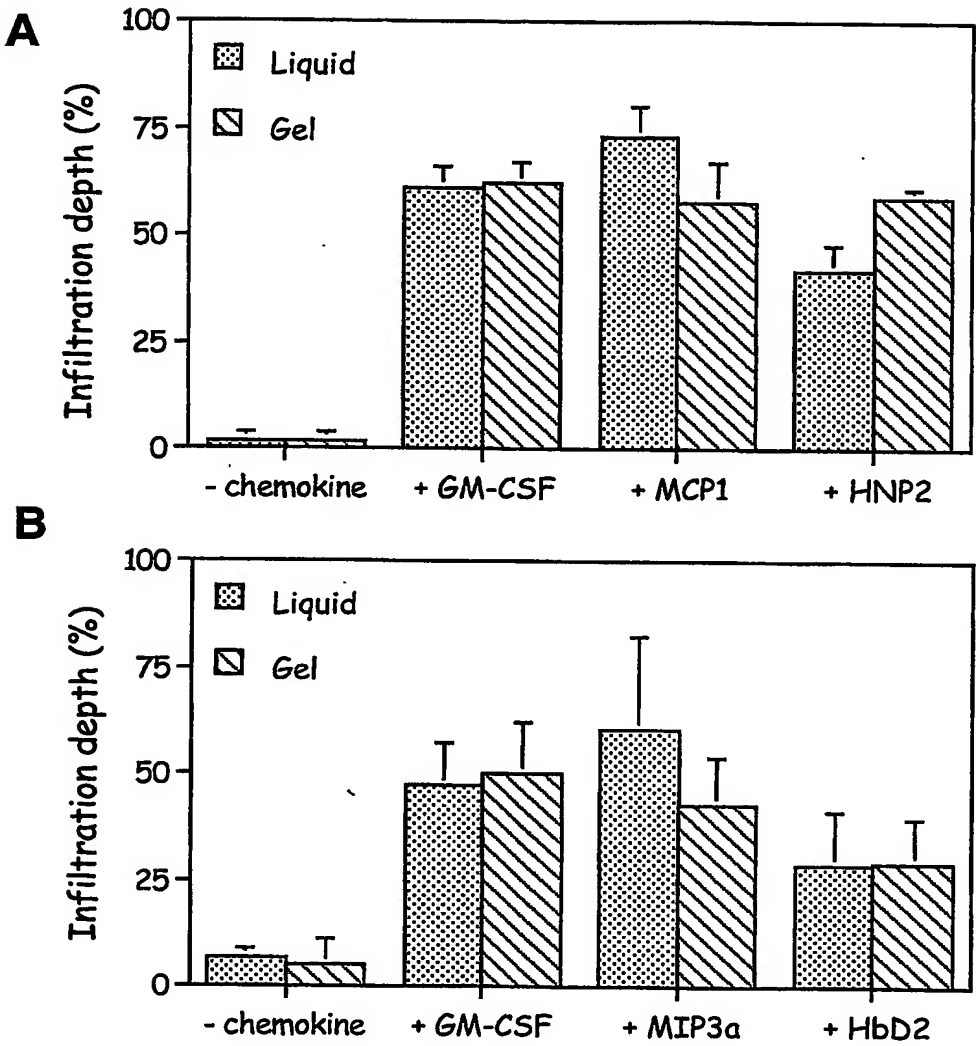 A
Infiltration depth (%)
100
75
50
25
0
Liquid
Gel
- chemokine
+ GM-CSF
+ MCP1
+ HNP2
B
Infiltration depth (%)
100
75
50
25
0
Liquid
Gel
- chemokine
+ GM-CSF
+ MIP3a
+ HbD2